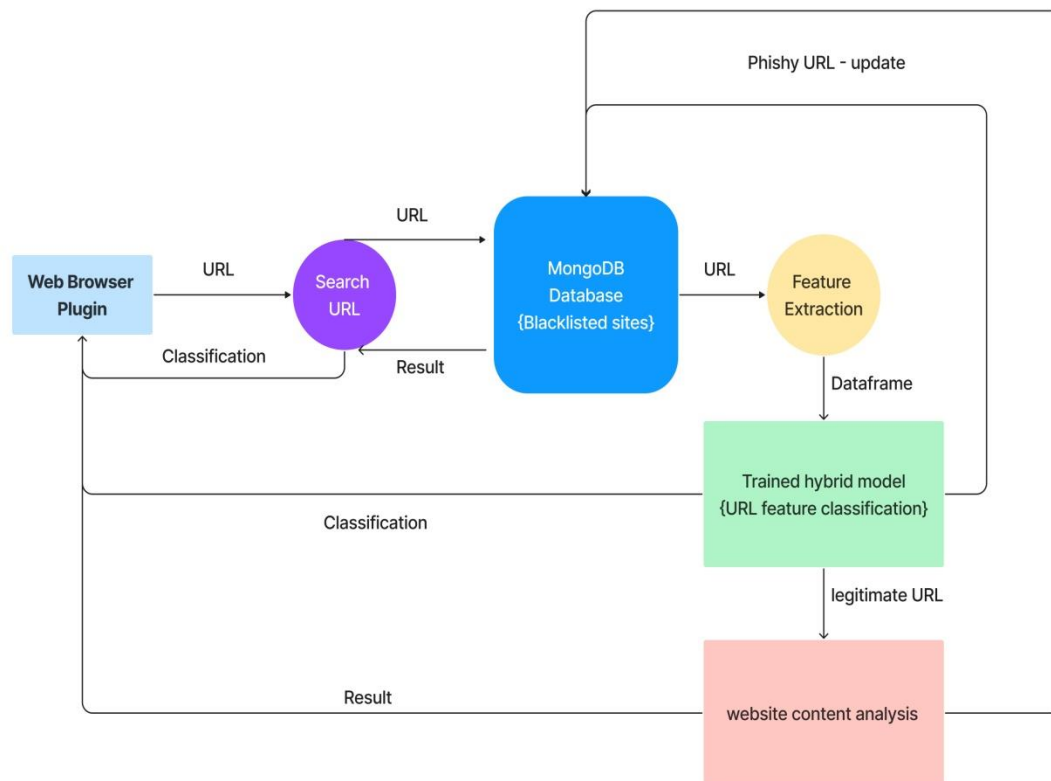 Phishy URL - update
URL
Web Browser
Plugin
URL
Search
URL
MongoDB
Database
{Blacklisted sites}
URL
Feature
Extraction
Classification
Result
Dataframe
Trained hybrid model
{URL feature classification}
Classification
legitimate URL
Result
website content analysis